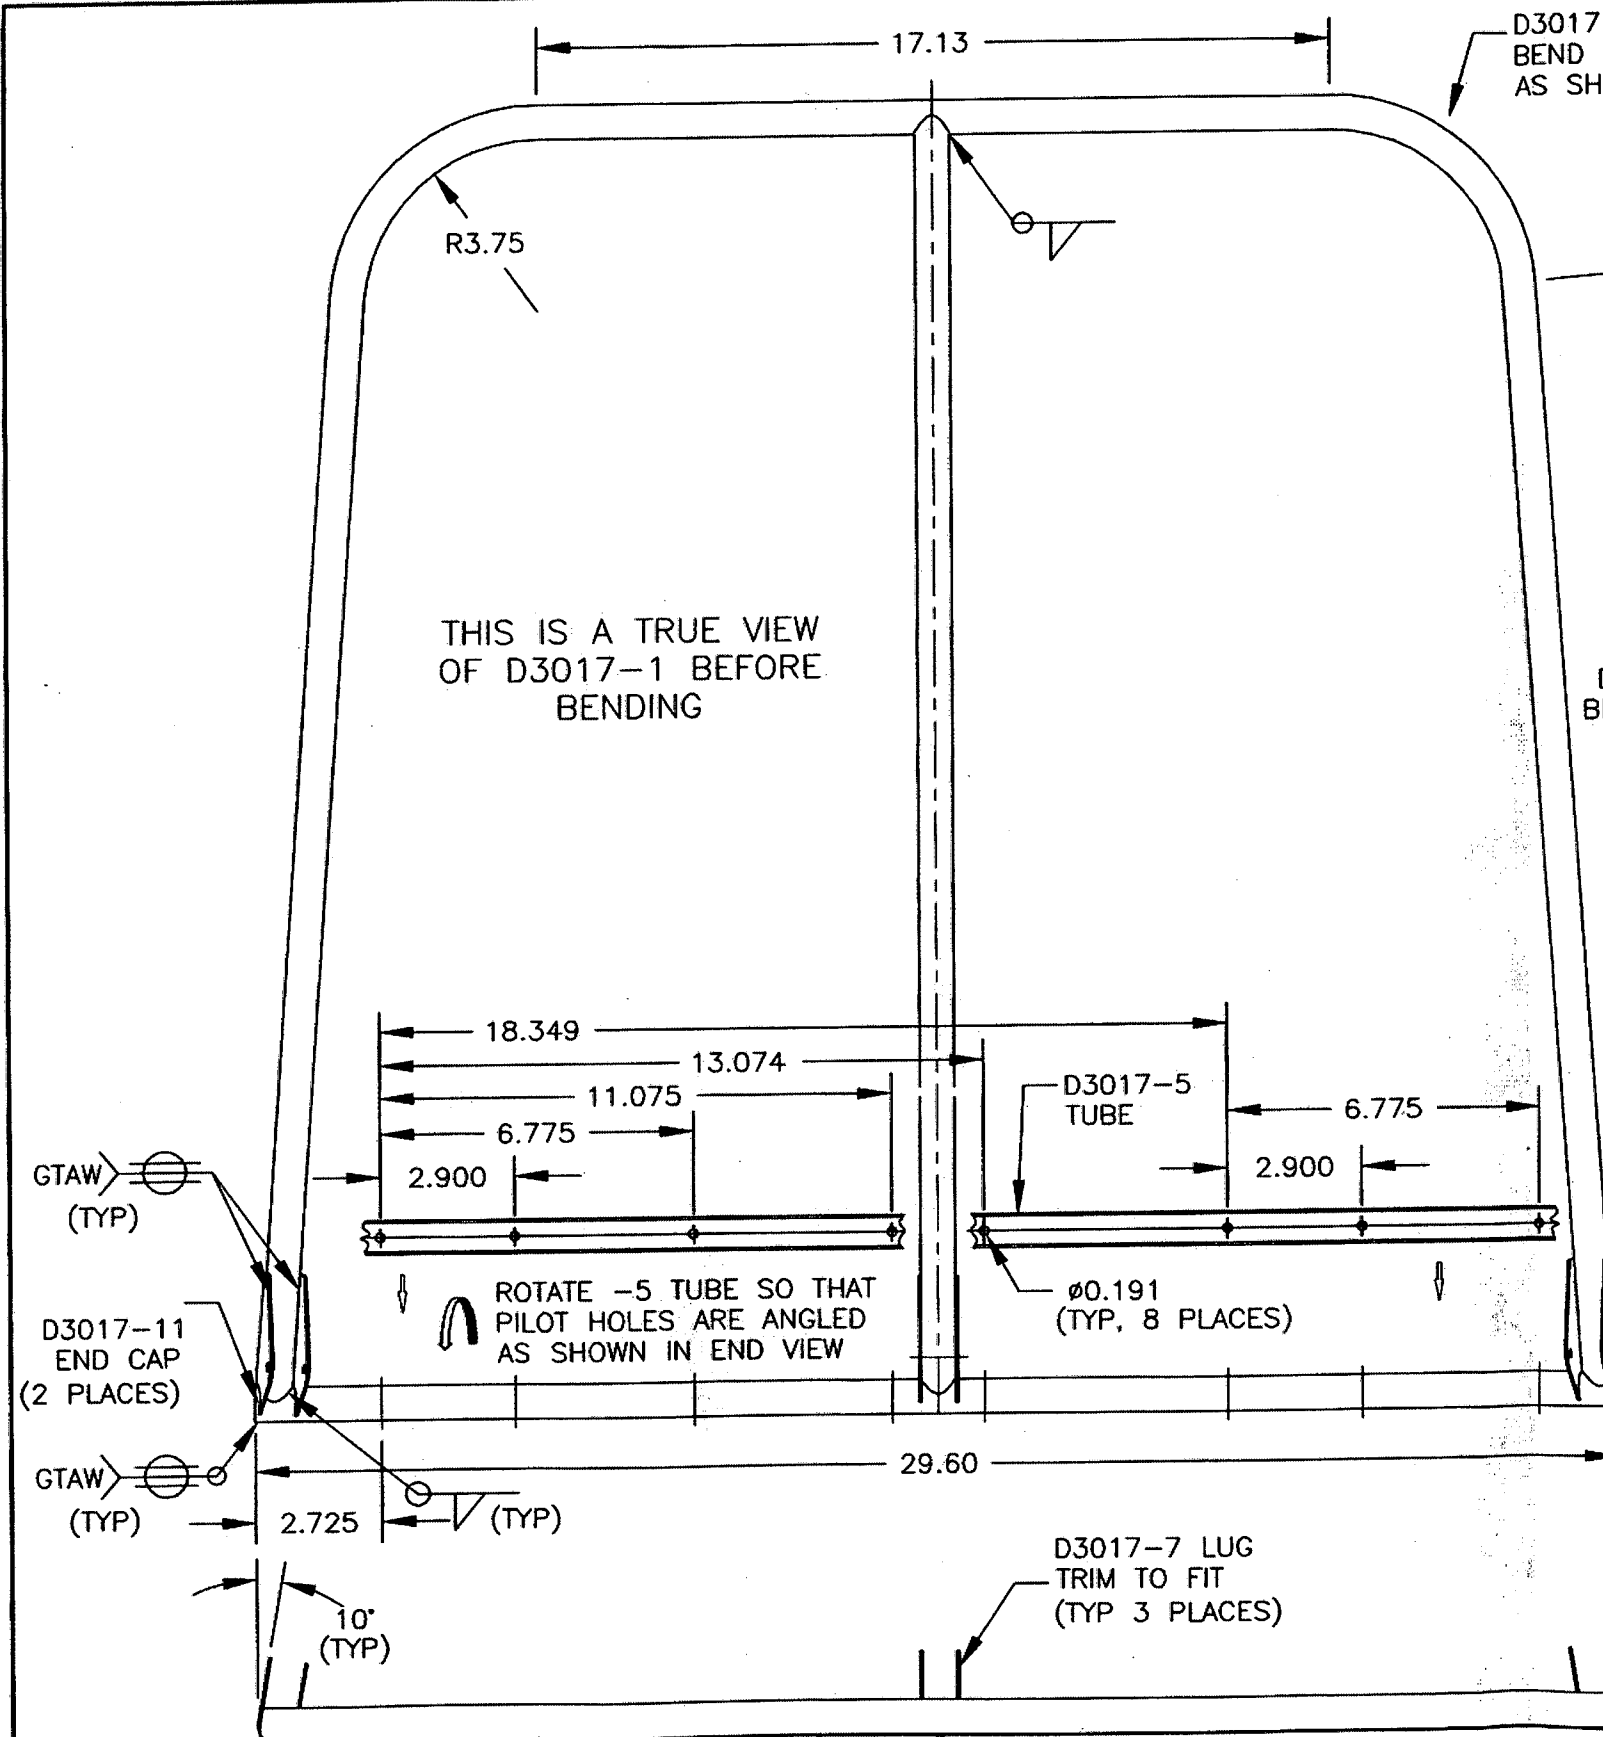 17.13
D3017
BEND
AS SH
R3.75
THIS IS A TRUE VIEW
OF D3017-1 BEFORE
BENDING
18.349
13.074
11.075
6.775
2.900
D3017-5
TUBE
6.775
2.900
GTAW
(TYP)
ROTATE -5 TUBE SO THAT
PILOT HOLES ARE ANGLED
AS SHOWN IN END VIEW
ø0.191
(TYP, 8 PLACES)
D3017-11
END CAP
(2 PLACES)
29.60
GTAW
(TYP)
2.725
(TYP)
10°
(TYP)
D3017-7 LUG
TRIM TO FIT
(TYP 3 PLACES)